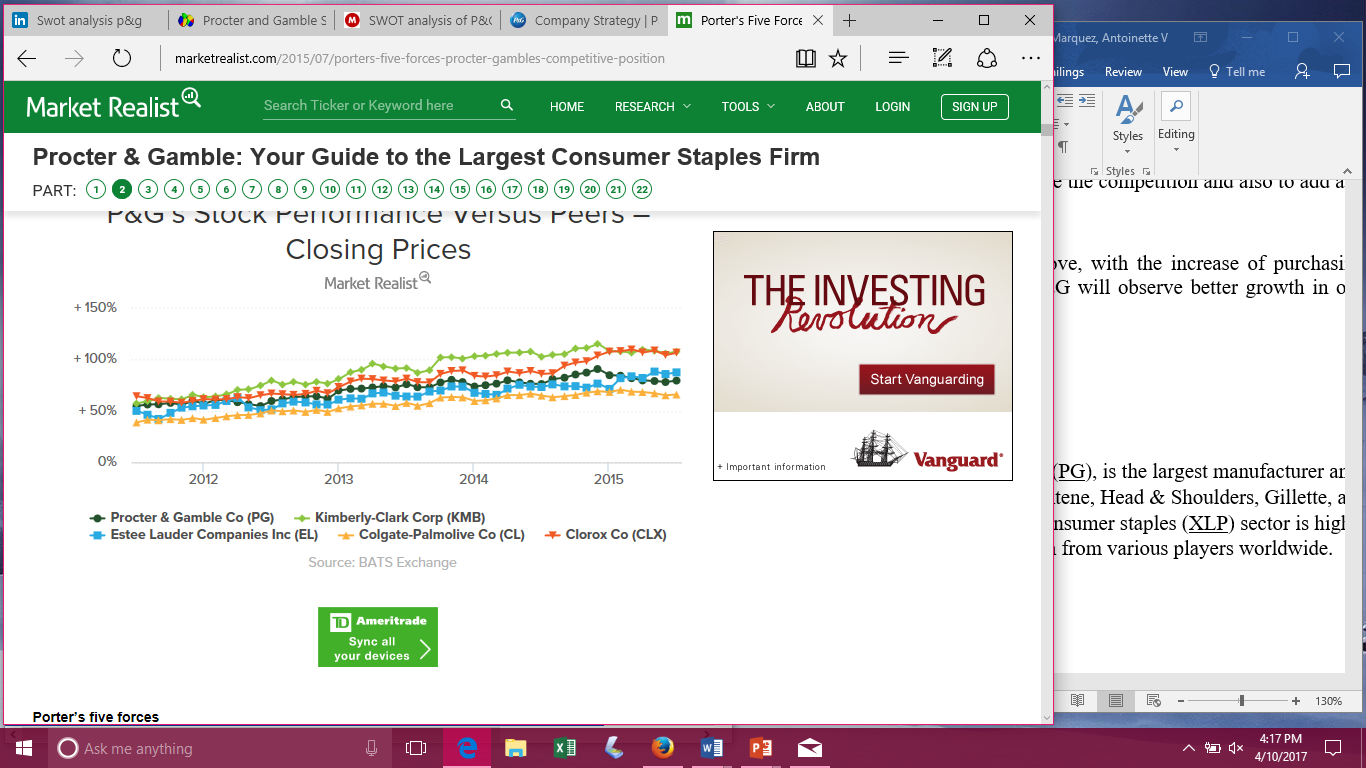 Swot analysis p&g
Procter and Gamble S
SWOT analysis of P&G
Company Strategy | P
Porter's Five Force
marketrealist.com/2015/07/porters-five-forces-procter-gambles-competitive-position
Market Realist
Search Ticker or Keyword here
HOME
RESEARCH
TOOLS
ABOUT
LOGIN
SIGN UP
Procter & Gamble: Your Guide to the Largest Consumer Staples Firm
PART: 1 2 3 4 5 6 7 8 9 10 11 12 13 14 15 16 17 18 19 20 21 22
P&G's Stock Performance Versus Peers –
Closing Prices
Market Realist
+ 150%
+ 100%
+ 50%
0%
2012 2013 2014 2015
Procter & Gamble Co (PG) Kimberly-Clark Corp (KMB)
Estee Lauder Companies Inc (EL) Colgate-Palmolive Co (CL) Clorox Co (CLX)
Source: BATS Exchange
TD Ameritrade
Sync all
your devices
Porter's five forces
THE INVESTING
Revolution
Start Vanguarding
+ Important information
Vanguard
Marquez, Antoinette V
ilings Review View Tell me
Styles
Editing
Styles
e the competition and also to add a
ove, with the increase of purchasi
G will observe better growth in o
(PG), is the largest manufacturer an
tene, Head & Shoulders, Gillette, a
nsumer staples (XLP) sector is high
n from various players worldwide.
130%
Ask me anything
4:17 PM
4/10/2017